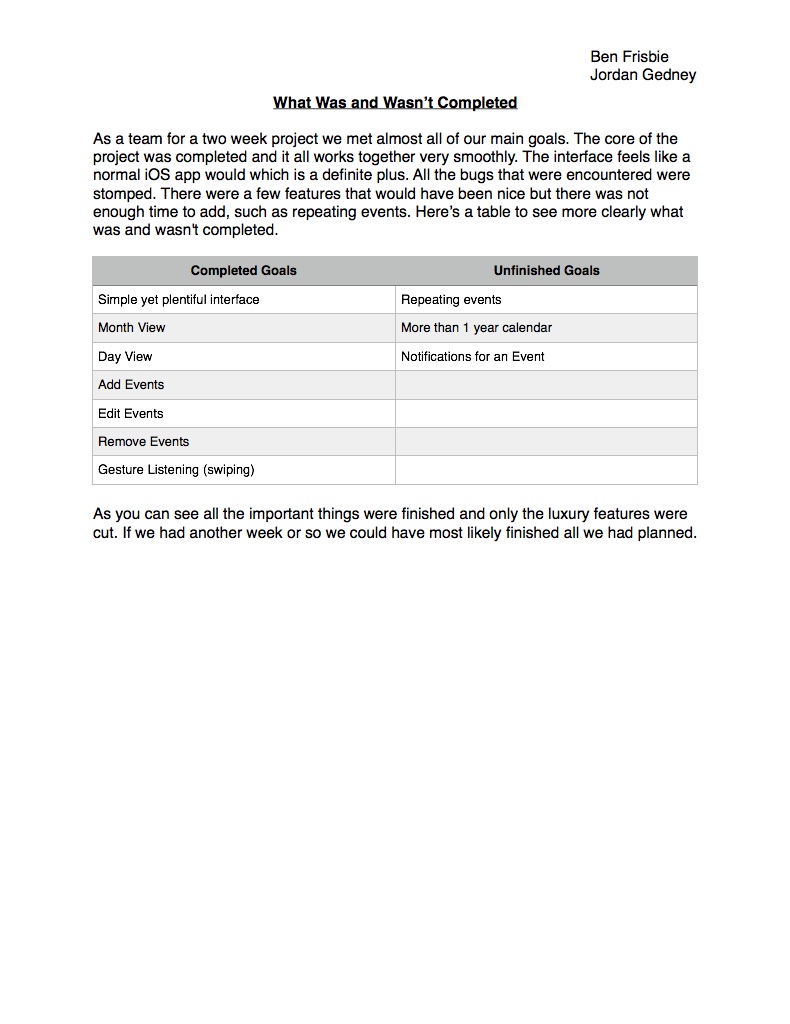 Ben Frisbie
Jordan Gedney
What Was and Wasn’t Completed
As a team for a two week project we met almost all of our main goals. The core of the
project was completed and it all works together very smoothly. The interface feels like a
normal iOS app would which is a definite plus. All the bugs that were encountered were
stomped. There were a few features that would have been nice but there was not
enough time to add, such as repeating events. Here’s a table to see more clearly what
was and wasn't completed.
Completed Goals Unfinished Goals
Simple yet plentiful interface Repeating events
Month View More than 1 year calendar
Day View Notifications for an Event
Add Events
Edit Events
Remove Events
Gesture Listening (swiping)
As you can see all the important things were finished and only the luxury features were
cut. If we had another week or so we could have most likely finished all we had planned.